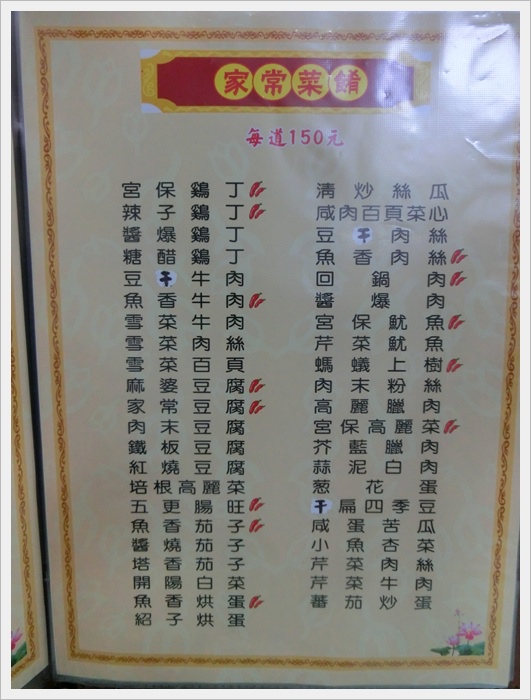 家常菜餚
每道150元
宮保鷄丁
辣子鷄丁
醬爆鷄丁
糖醋鷄丁
豆干牛肉
魚香牛肉
雪菜牛肉
雪菜肉絲
雪菜百頁
麻婆豆腐
家常豆腐
肉末豆腐
鐵板豆腐
紅燒豆腐
培根高麗菜
五更腸旺
魚香茄子
醬燒茄子
塔香茄子
開陽白菜
魚香烘蛋
紹子烘蛋
清炒絲瓜
咸肉百頁菜心
豆干肉絲
魚香肉絲
回鍋肉
醬爆肉
宮保魷魚
芹菜魷魚
螞蟻上樹
肉末粉絲
高麗臘肉
宮保高麗菜
芥藍臘肉
蒜泥白肉
葱花蛋
干扁四季豆
咸蛋苦瓜
小魚杏菜
芹菜肉絲
芹菜牛肉
蕃茄炒蛋